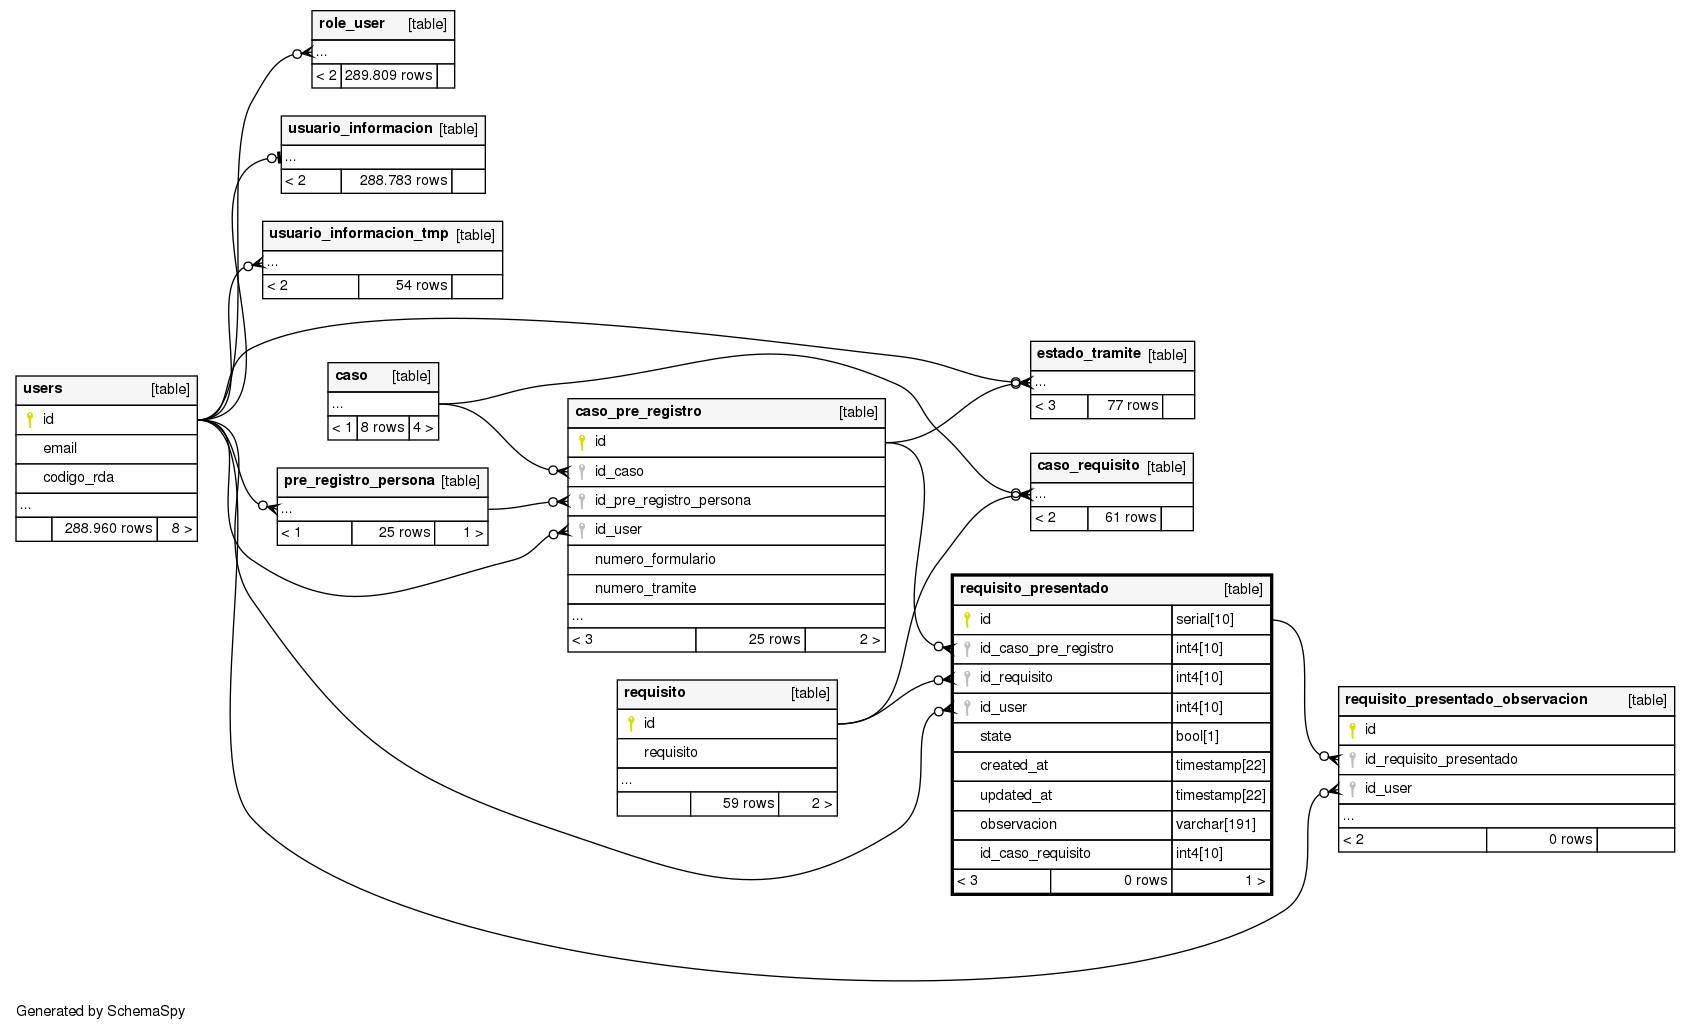 role_user [table]
...
< 2 289.809 rows
usuario_informacion [table]
...
< 2 288.783 rows
usuario_informacion_tmp [table]
...
< 2 54 rows
users [table]
id
email
codigo_rda
...
288.960 rows 8 >
caso [table]
...
< 1 8 rows 4 >
pre_registro_persona [table]
...
< 1 25 rows 1 >
caso_pre_registro [table]
id
id_caso
id_pre_registro_persona
id_user
numero_formulario
numero_tramite
...
< 3 25 rows 2 >
requisito [table]
id
requisito
...
59 rows 2 >
estado_tramite [table]
...
< 3 77 rows
caso_requisito [table]
...
< 2 61 rows
requisito_presentado [table]
id serial[10]
id_caso_pre_registro int4[10]
id_requisito int4[10]
id_user int4[10]
state bool[1]
created_at timestamp[22]
updated_at timestamp[22]
observacion varchar[191]
id_caso_requisito int4[10]
< 3 0 rows 1 >
requisito_presentado_observacion [table]
id
id_requisito_presentado
id_user
...
< 2 0 rows
Generated by SchemaSpy